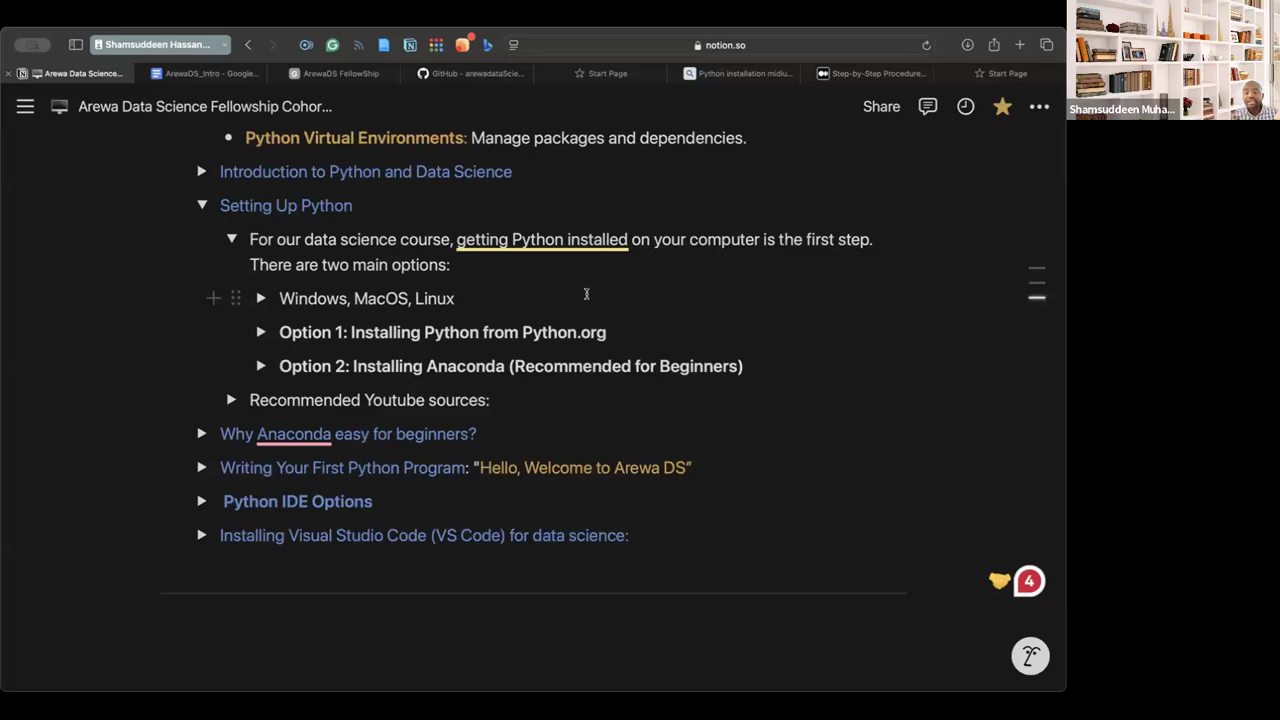 Shamsuddeen Hassan...
notion.so
Arewa Data Science...
ArewaDS_Intro - Google...
ArewaDS FellowShip
GitHub - arewadataScie...
Start Page
Python installation midiu...
Step-by-Step Procedure...
Start Page
Shamsuddeen Muha...
Arewa Data Science Fellowship Cohor...
Share
Python Virtual Environments: Manage packages and dependencies.
Introduction to Python and Data Science
Setting Up Python
For our data science course, getting Python installed on your computer is the first step.
There are two main options:
Windows, MacOS, Linux
Option 1: Installing Python from Python.org
Option 2: Installing Anaconda (Recommended for Beginners)
Recommended Youtube sources:
Why Anaconda easy for beginners?
Writing Your First Python Program: "Hello, Welcome to Arewa DS”
Python IDE Options
Installing Visual Studio Code (VS Code) for data science:
4